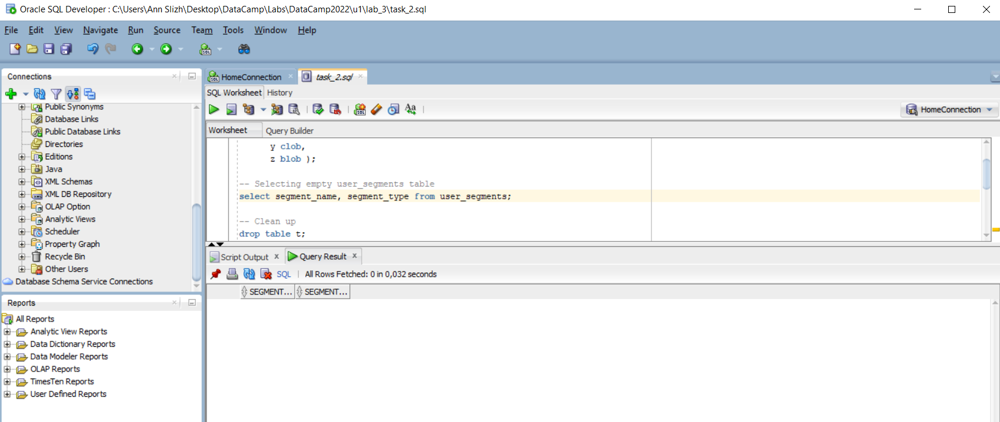 Oracle SQL Developer : C:\Users\Ann Slizh\Desktop\DataCamp\Labs\DataCamp2022\u1\lab_3\task_2.sql
File Edit View Navigate Run Source Team Tools Window Help
Connections
Public Synonyms
Database Links
Public Database Links
Directories
Editions
Java
XML Schemas
XML DB Repository
OLAP Option
Analytic Views
Scheduler
Property Graph
Recycle Bin
Other Users
Database Schema Service Connections
Reports
All Reports
Analytic View Reports
Data Dictionary Reports
Data Modeler Reports
OLAP Reports
TimesTen Reports
User Defined Reports
HomeConnection
task_2.sql
SQL Worksheet History
HomeConnection
Worksheet Query Builder
y clob,
z blob );
-- Selecting empty user_segments table
select segment_name, segment_type from user_segments;
-- Clean up
drop table t;
Script Output x Query Result x
SQL | All Rows Fetched: 0 in 0,032 seconds
SEGMENT... SEGMENT...